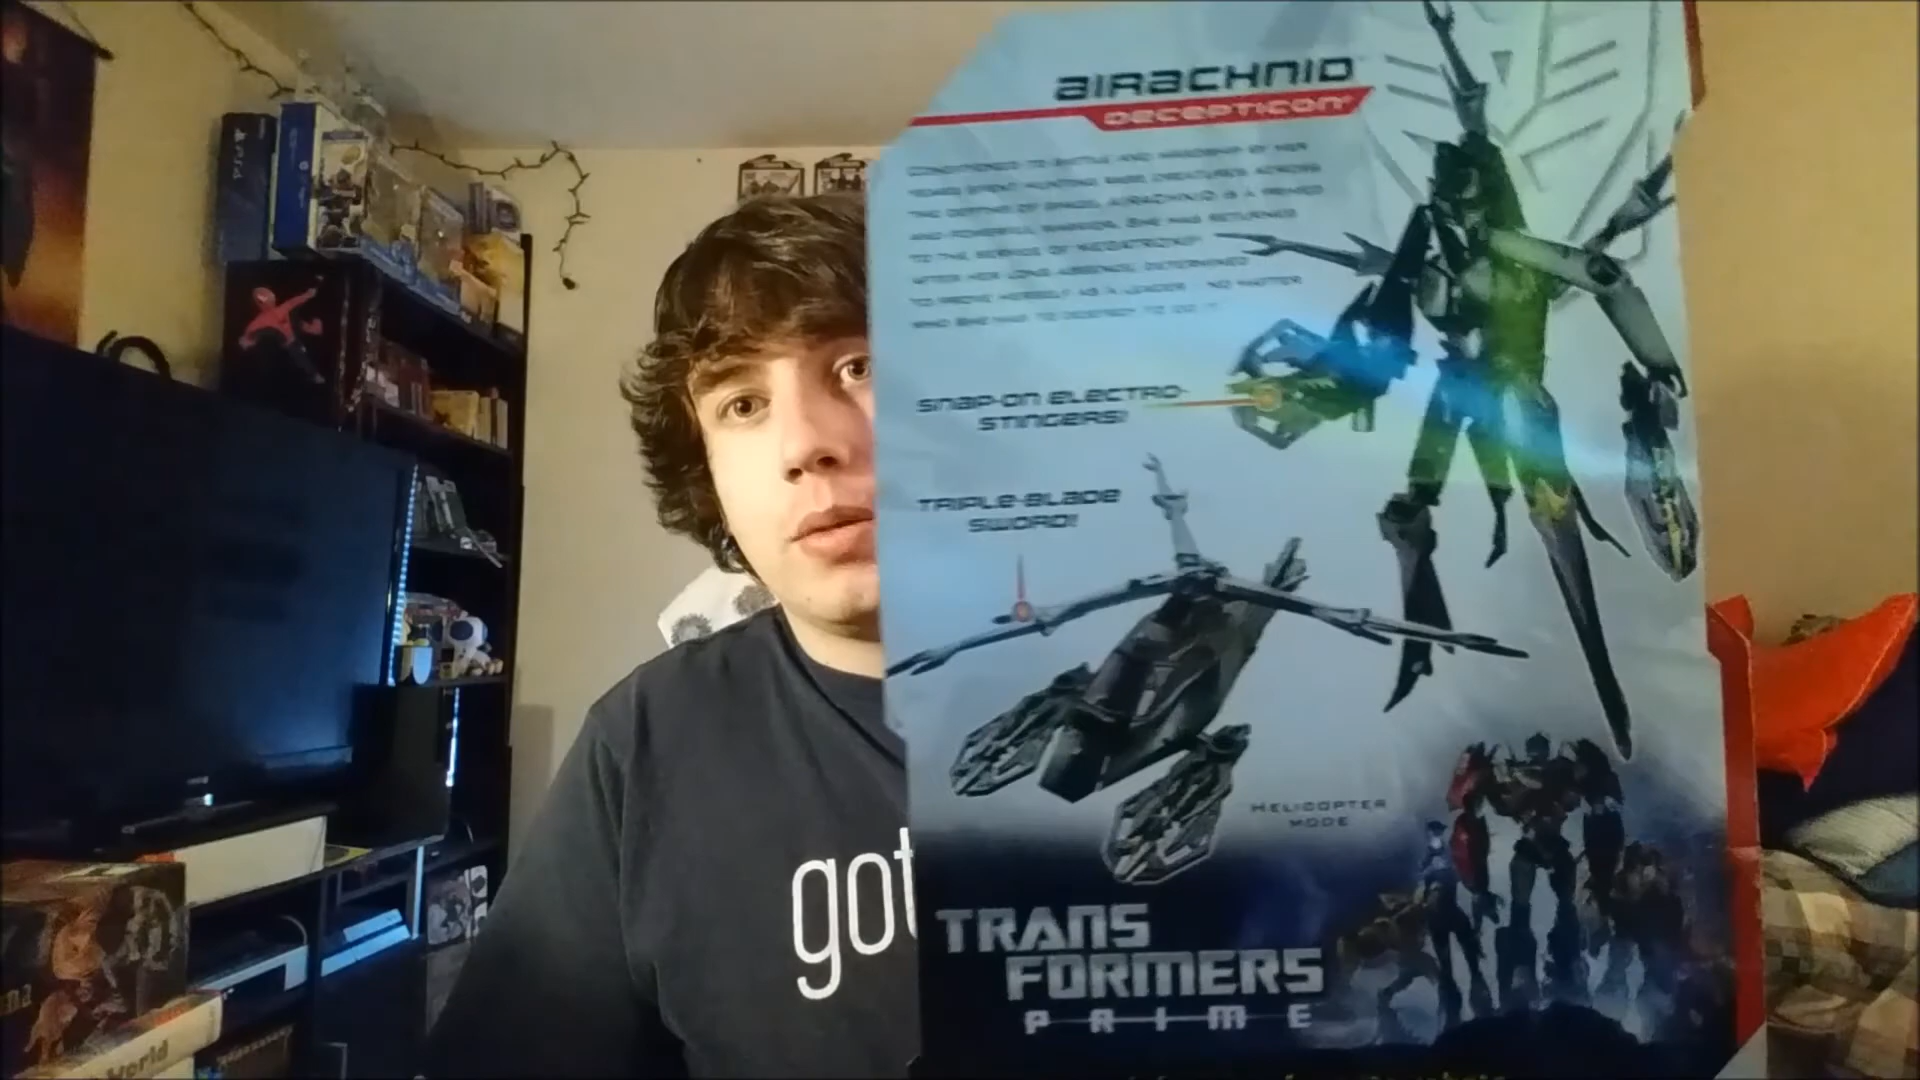 AIRACHNID
DECEPTICON
CONDITIONED TO BATTLE AND HARDSHIP BY HER
YEARS SPENT HUNTING RARE CREATURES ACROSS
THE DEPTHS OF SPACE, AIRACHNID IS A PRIMED
AND POWERFUL WARRIOR. SHE HAS RETURNED
TO THE SERVICE OF MEGATRON
AFTER HER LONG ABSENCE, DETERMINED
TO PROVE HERSELF AS A LEADER - NO MATTER
WHO SHE HAS TO DESTROY TO DO IT
SNAP-ON ELECTRO-
STINGERS!
TRIPLE-BLADE
SWORD!
HELICOPTER
MODE
TRANS
FORMERS
PRIME
got
PS4
World